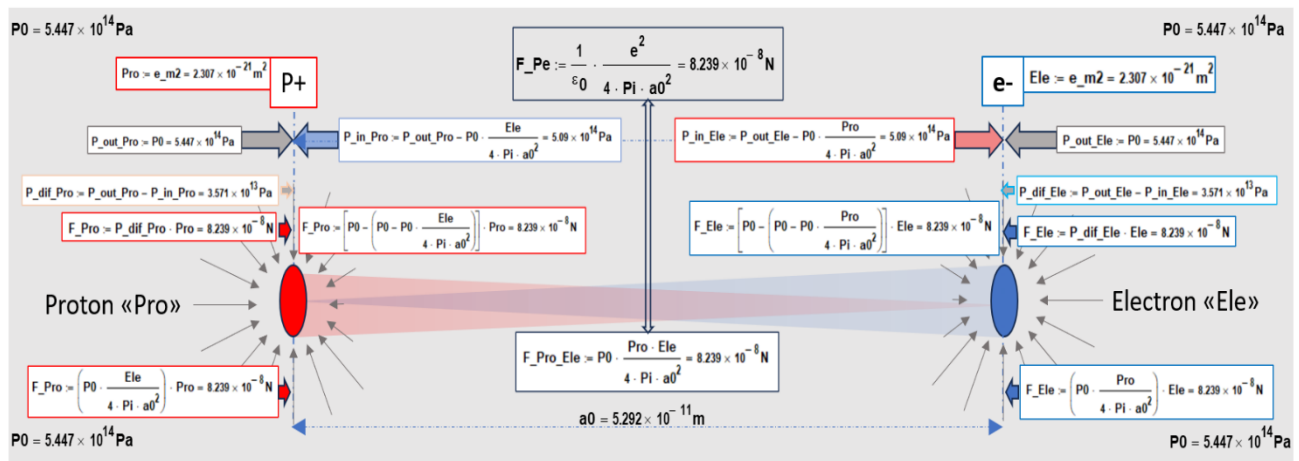 P0 = 5.447 × 10^14 Pa
P0 = 5.447 × 10^14 Pa
Pro := e_m2 = 2.307 × 10^-21 m^2
P+
F_Pe := 1/ε0 · e^2/(4 · Pi · a0^2) = 8.239 × 10^-8 N
e-
Ele := e_m2 = 2.307 × 10^-21 m^2
P_out_Pro := P0 = 5.447 × 10^14 Pa
P_in_Pro := P_out_Pro − P0 · Ele/(4 · Pi · a0^2) = 5.09 × 10^14 Pa
P_in_Ele := P_out_Ele − P0 · Pro/(4 · Pi · a0^2) = 5.09 × 10^14 Pa
P_out_Ele := P0 = 5.447 × 10^14 Pa
P_dif_Pro := P_out_Pro − P_in_Pro = 3.571 × 10^13 Pa
P_dif_Ele := P_out_Ele − P_in_Ele = 3.571 × 10^13 Pa
F_Pro := P_dif_Pro · Pro = 8.239 × 10^-8 N
F_Pro := [P0 − (P0 − P0 · Ele/(4 · Pi · a0^2))] · Pro = 8.239 × 10^-8 N
F_Ele := [P0 − (P0 − P0 · Pro/(4 · Pi · a0^2))] · Ele = 8.239 × 10^-8 N
F_Ele := P_dif_Ele · Ele = 8.239 × 10^-8 N
Proton «Pro»
Electron «Ele»
F_Pro := (P0 · Ele/(4 · Pi · a0^2)) · Pro = 8.239 × 10^-8 N
F_Pro_Ele := P0 · Pro · Ele/(4 · Pi · a0^2) = 8.239 × 10^-8 N
F_Ele := (P0 · Pro/(4 · Pi · a0^2)) · Ele = 8.239 × 10^-8 N
a0 = 5.292 × 10^-11 m
P0 = 5.447 × 10^14 Pa
P0 = 5.447 × 10^14 Pa